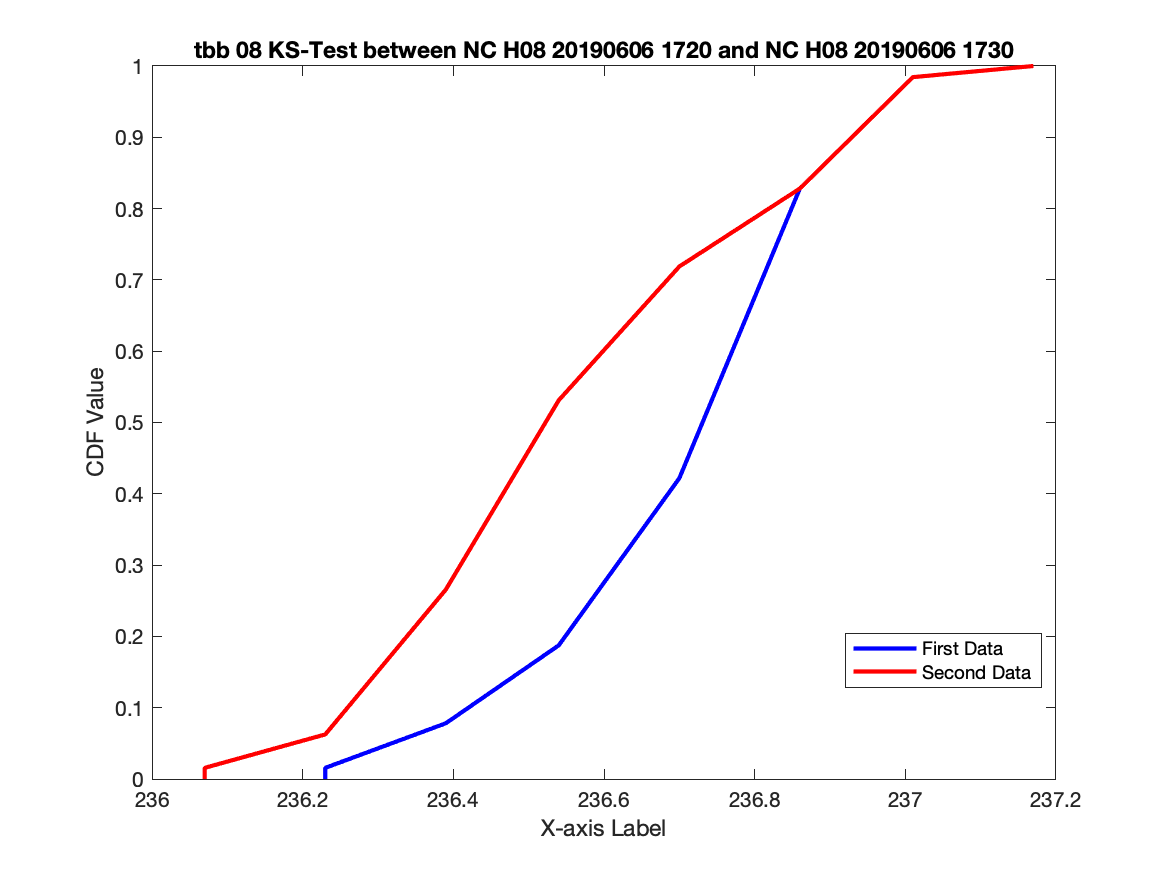 tbb 08 KS-Test between NC H08 20190606 1720 and NC H08 20190606 1730
1
0.9
0.8
0.7
0.6
0.5
0.4
0.3
0.2
0.1
0
CDF Value
First Data
Second Data
236 236.2 236.4 236.6 236.8 237 237.2
X-axis Label